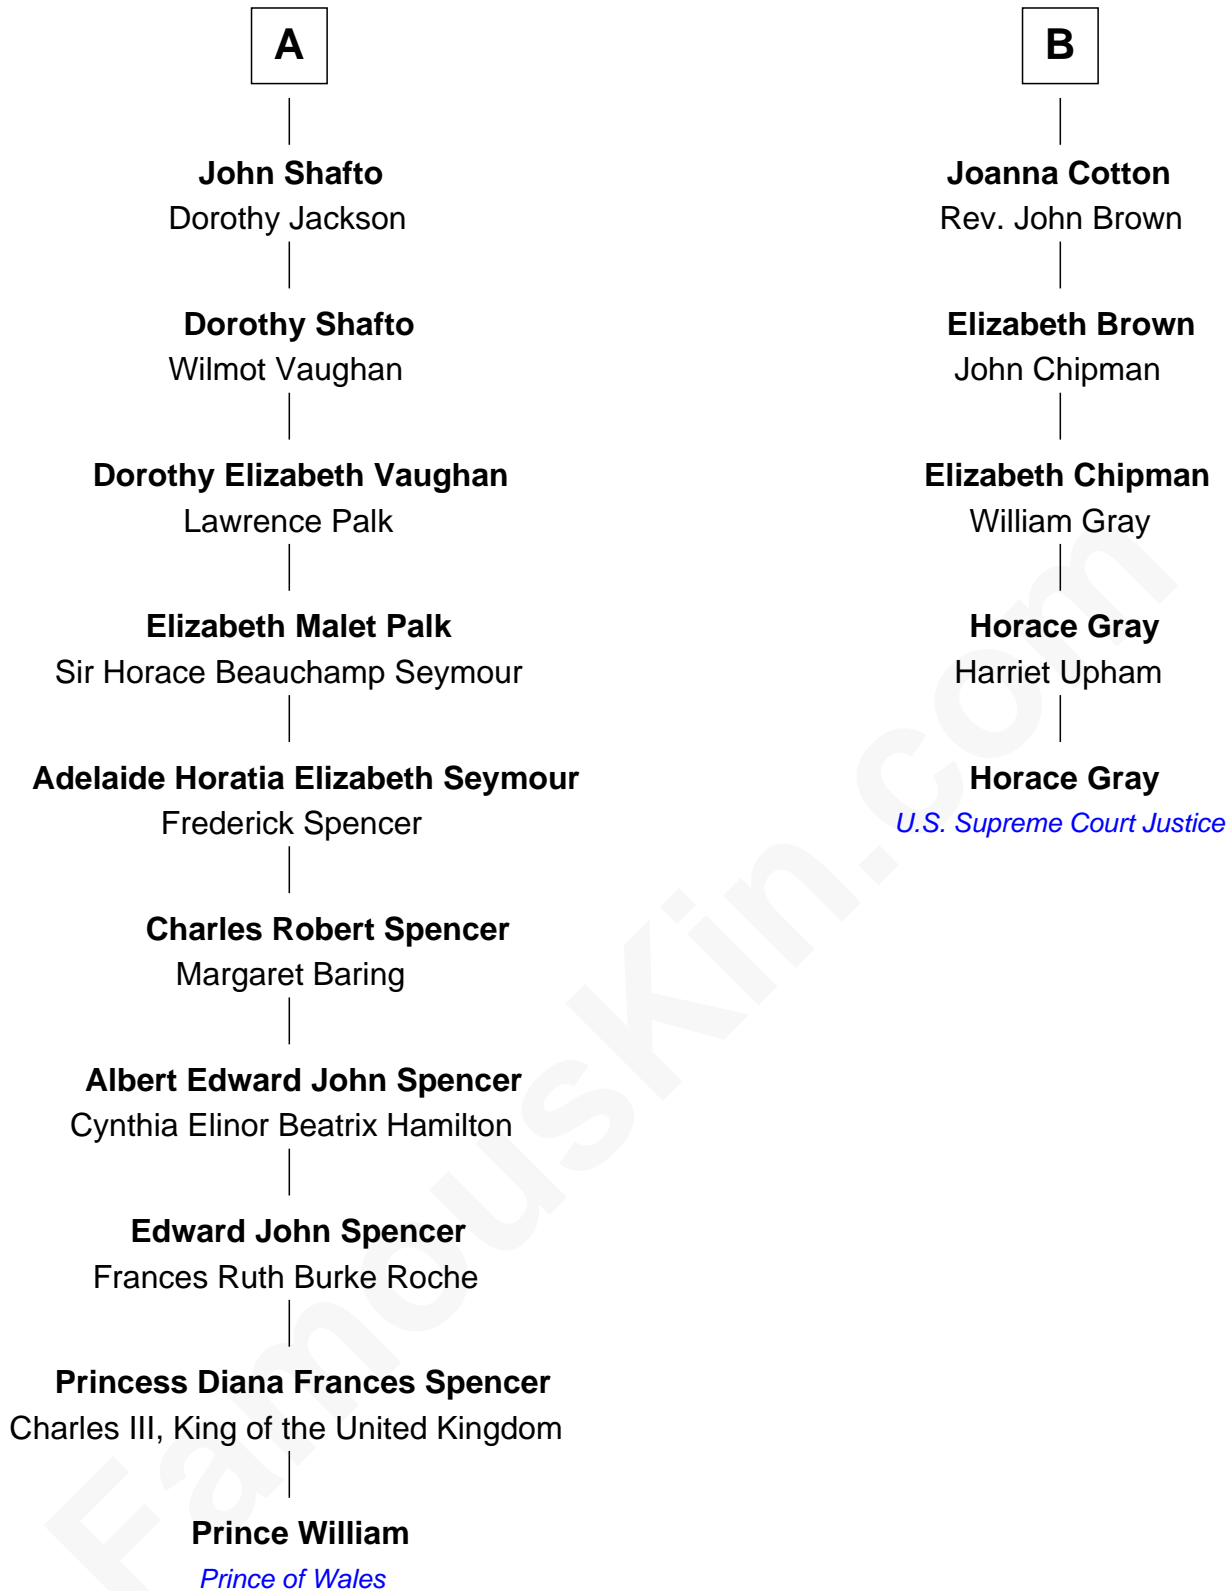 A
John Shafto
Dorothy Jackson
Dorothy Shafto
Wilmot Vaughan
Dorothy Elizabeth Vaughan
Lawrence Palk
Elizabeth Malet Palk
Sir Horace Beauchamp Seymour
Adelaide Horatia Elizabeth Seymour
Frederick Spencer
Charles Robert Spencer
Margaret Baring
Albert Edward John Spencer
Cynthia Elinor Beatrix Hamilton
Edward John Spencer
Frances Ruth Burke Roche
Princess Diana Frances Spencer
Charles III, King of the United Kingdom
Prince William
Prince of Wales
B
Joanna Cotton
Rev. John Brown
Elizabeth Brown
John Chipman
Elizabeth Chipman
William Gray
Horace Gray
Harriet Upham
Horace Gray
U.S. Supreme Court Justice
FamousKin.com